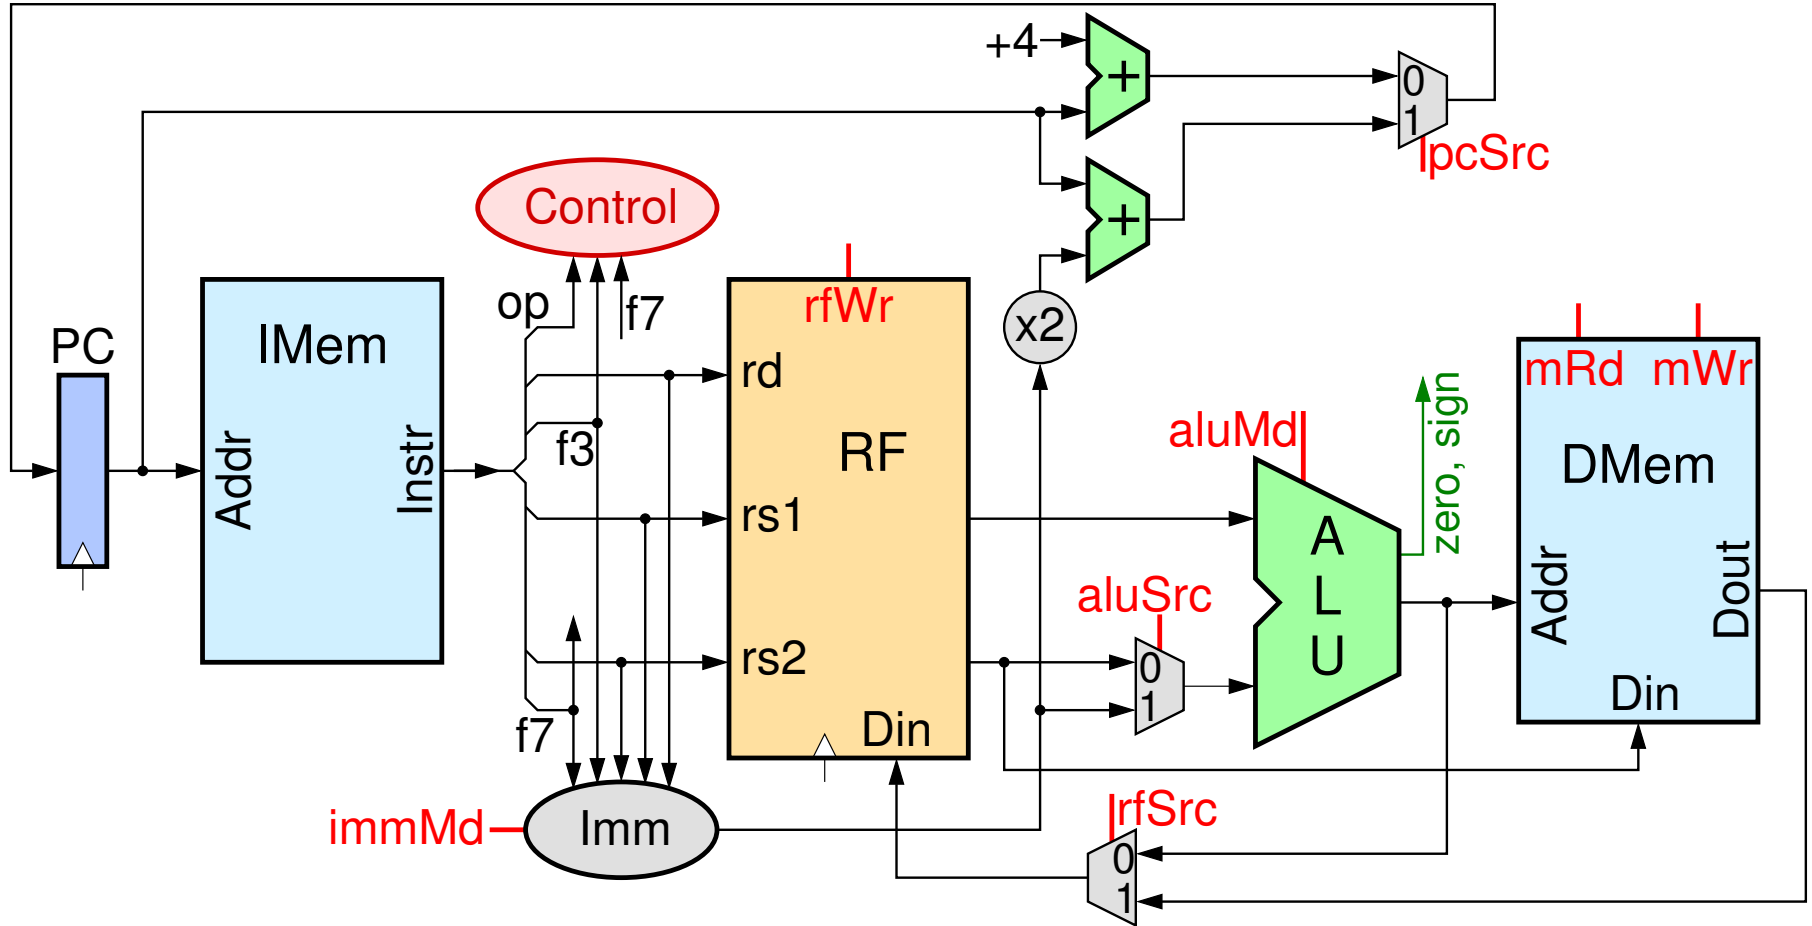 +4
+
0
1
pcSrc
Control
+
op
f7
rfWr
x2
PC
IMem
rd
mRd
mWr
zero, sign
f3
RF
aluMd
DMem
Addr
Instr
rs1
A
L
U
aluSrc
Addr
Dout
rs2
0
1
Din
f7
Din
immMd
Imm
rfSrc
0
1